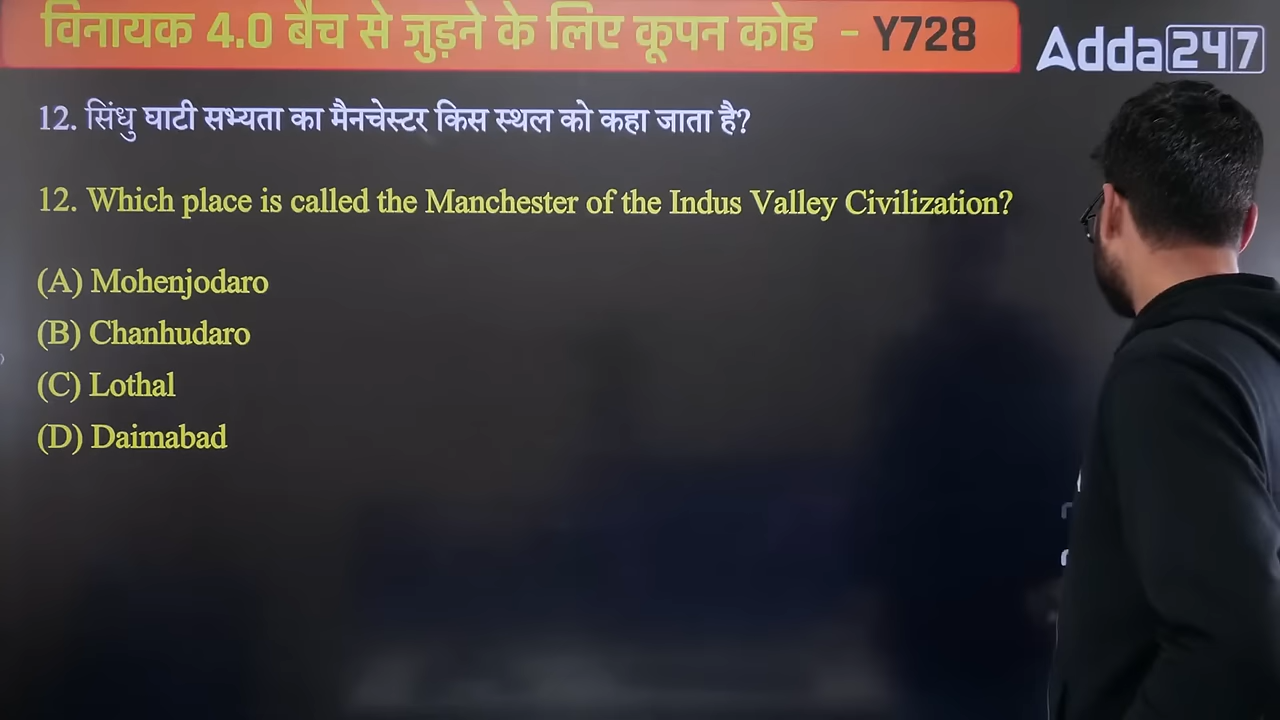 विनायक 4.0 बैच से जुड़ने के लिए कूपन कोड - Y728
Adda247
12. सिंधु घाटी सभ्यता का मैनचेस्टर किस स्थल को कहा जाता है?
12. Which place is called the Manchester of the Indus Valley Civilization?
(A) Mohenjodaro
(B) Chanhudaro
(C) Lothal
(D) Daimabad